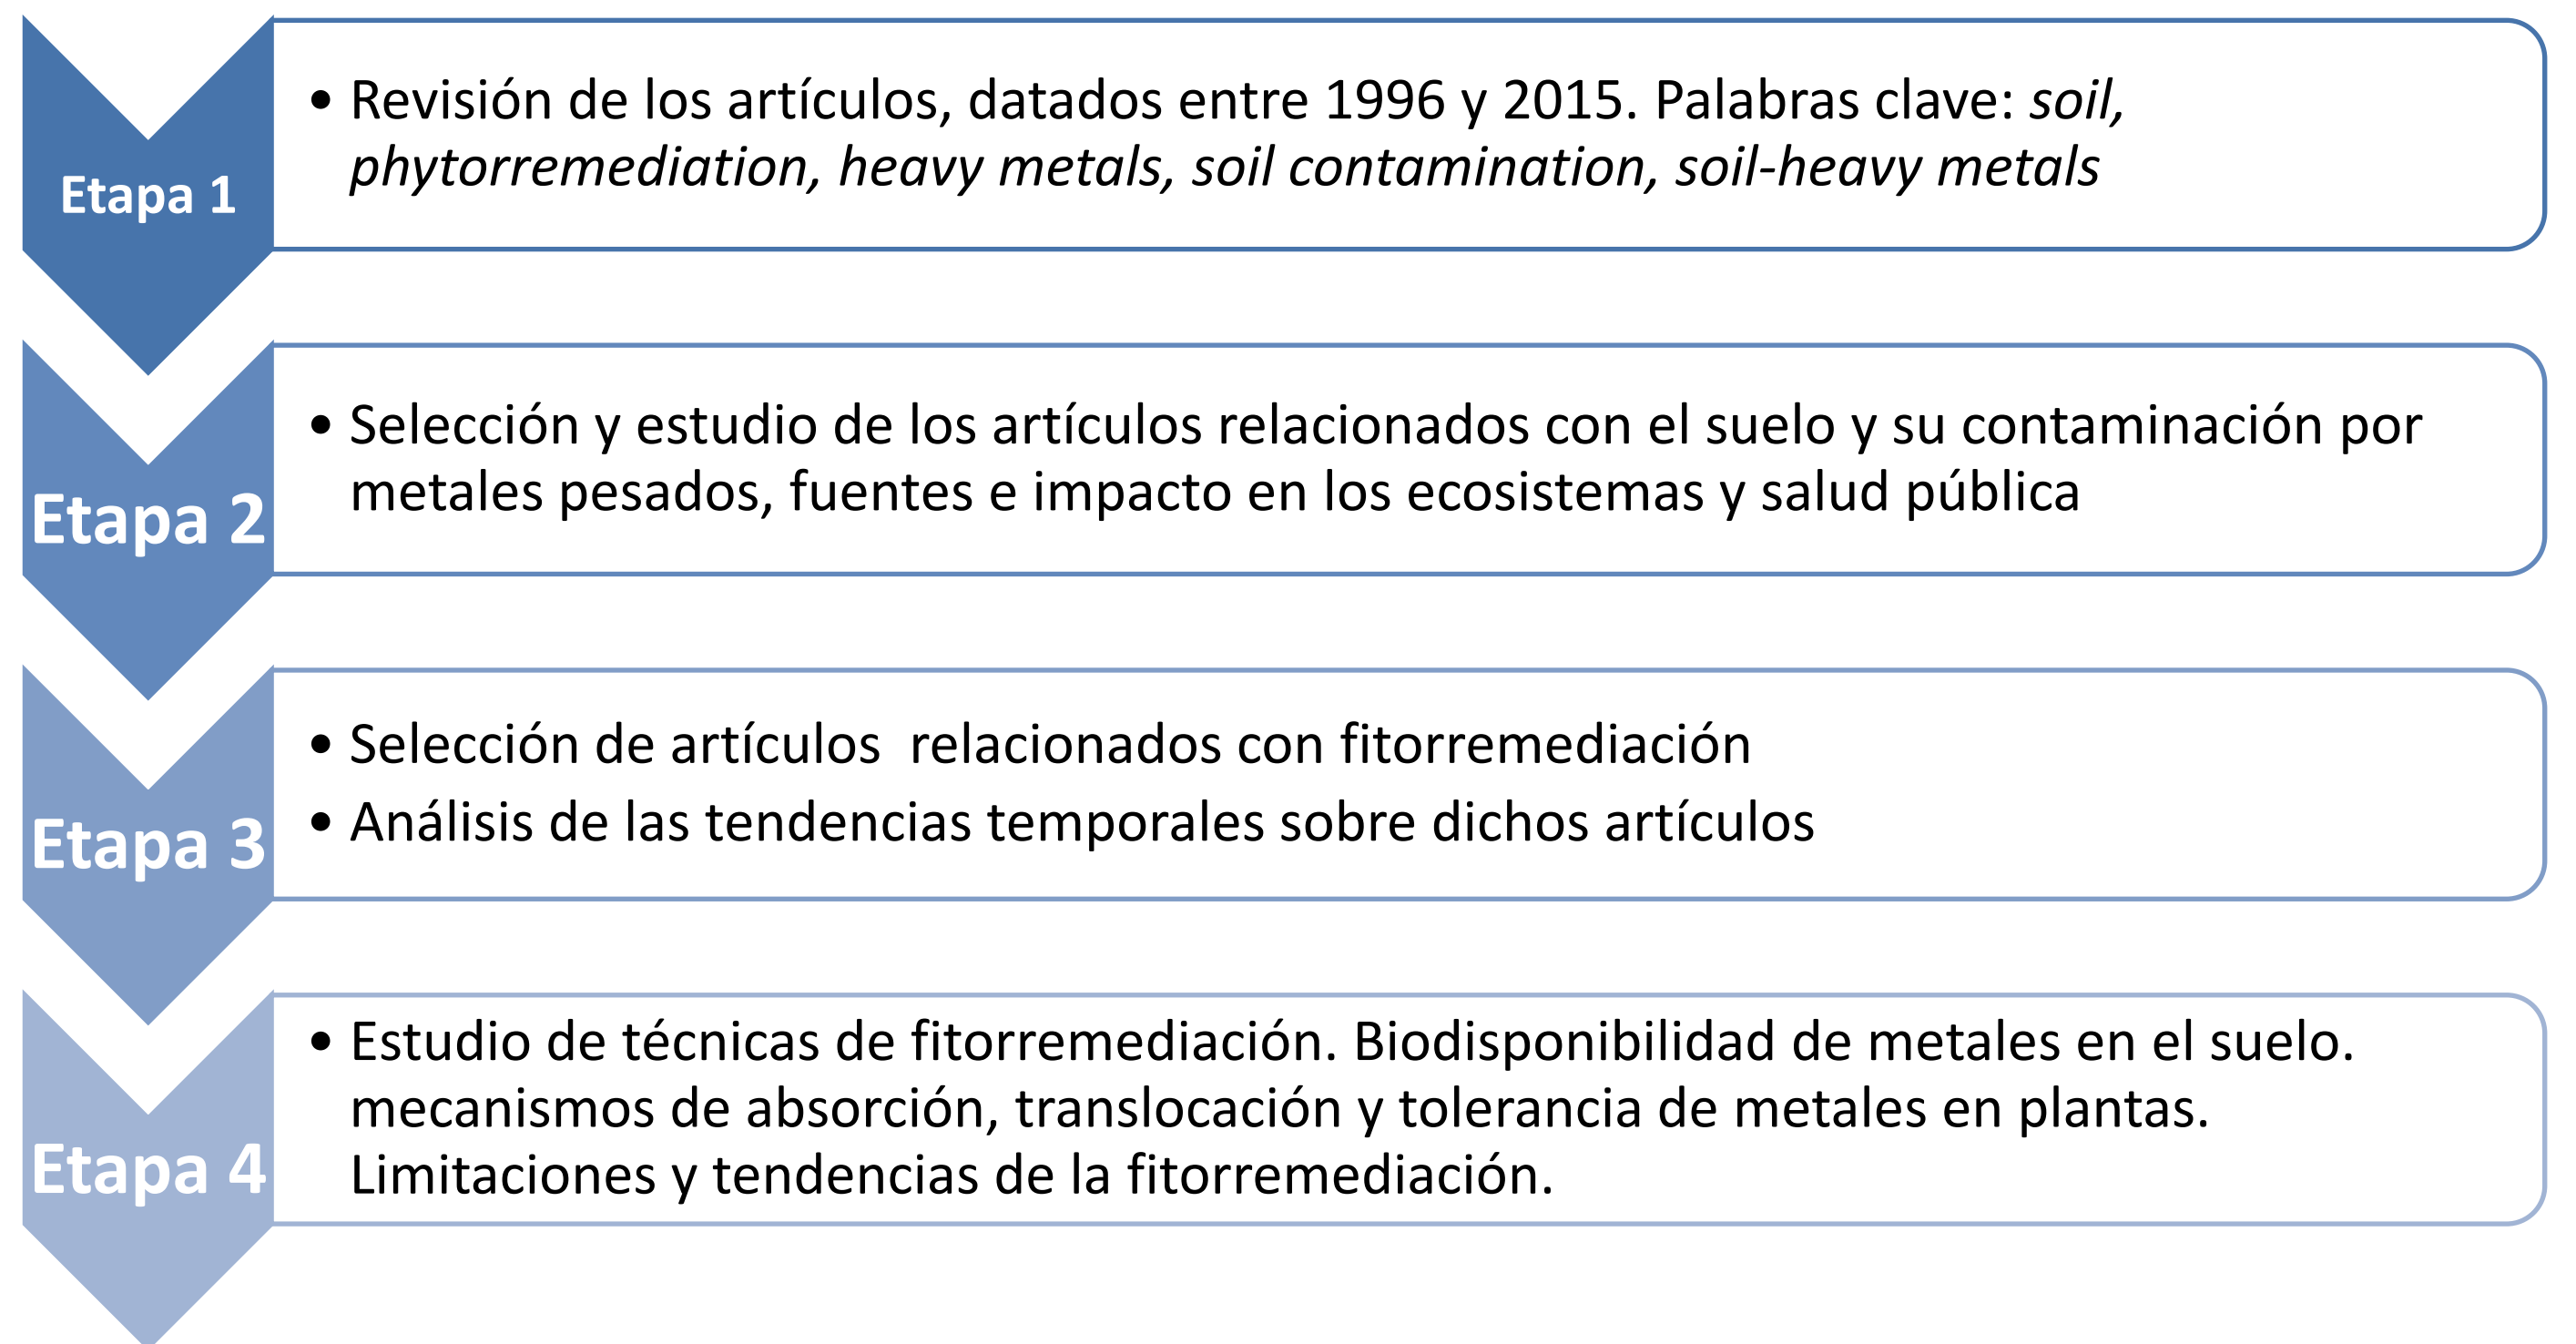 Etapa 1
• Revisión de los artículos, datados entre 1996 y 2015. Palabras clave: soil,
phytorremediation, heavy metals, soil contamination, soil-heavy metals
Etapa 2
• Selección y estudio de los artículos relacionados con el suelo y su contaminación por
metales pesados, fuentes e impacto en los ecosistemas y salud pública
Etapa 3
• Selección de artículos  relacionados con fitorremediación
• Análisis de las tendencias temporales sobre dichos artículos
Etapa 4
• Estudio de técnicas de fitorremediación. Biodisponibilidad de metales en el suelo.
mecanismos de absorción, translocación y tolerancia de metales en plantas.
Limitaciones y tendencias de la fitorremediación.